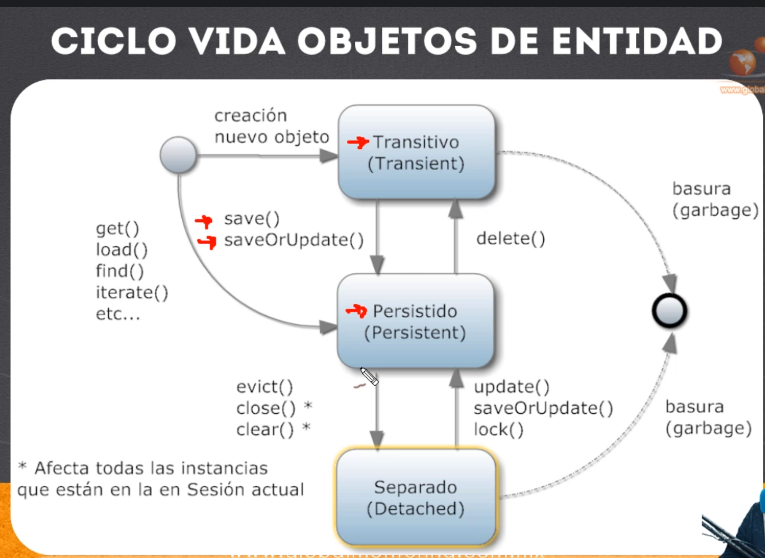 CICLO VIDA OBJETOS DE ENTIDAD
creación
nuevo objeto
Transitivo
(Transient)
basura
(garbage)
get()
load()
find()
iterate()
etc...
save()
saveOrUpdate()
delete()
Persistido
(Persistent)
evict()
close() *
clear() *
update()
saveOrUpdate()
lock()
basura
(garbage)
* Afecta todas las instancias
que están en la en Sesión actual
Separado
(Detached)